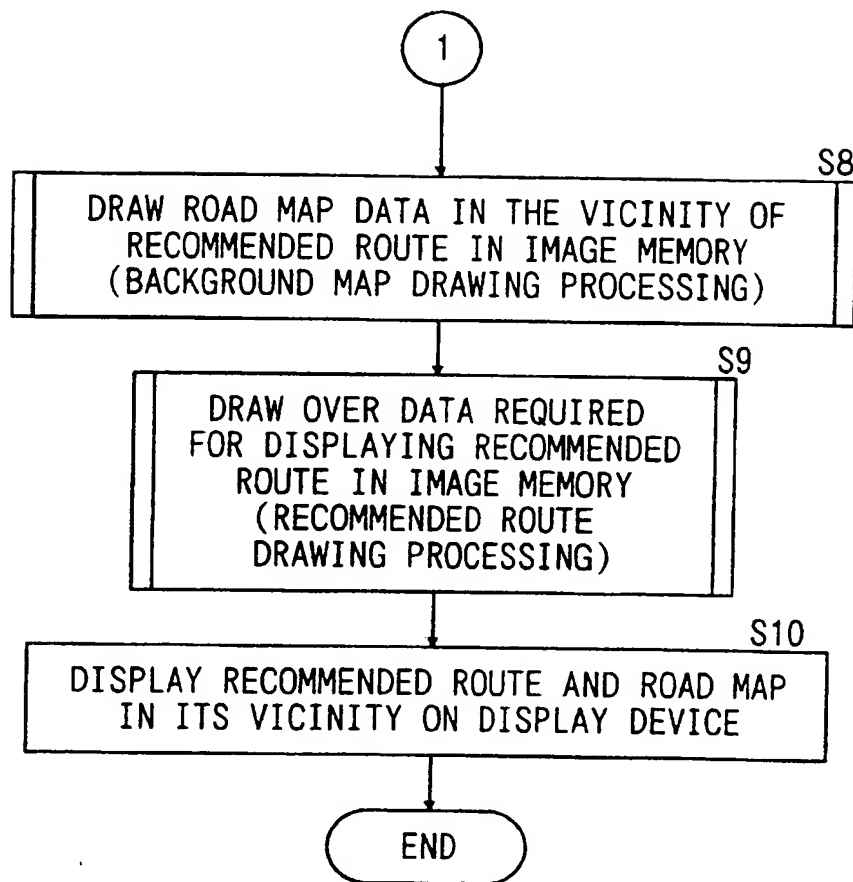 1
S8
DRAW ROAD MAP DATA IN THE VICINITY OF
RECOMMENDED ROUTE IN IMAGE MEMORY
(BACKGROUND MAP DRAWING PROCESSING)
S9
DRAW OVER DATA REQUIRED
FOR DISPLAYING RECOMMENDED
ROUTE IN IMAGE MEMORY
(RECOMMENDED ROUTE
DRAWING PROCESSING)
S10
DISPLAY RECOMMENDED ROUTE AND ROAD MAP
IN ITS VICINITY ON DISPLAY DEVICE
END